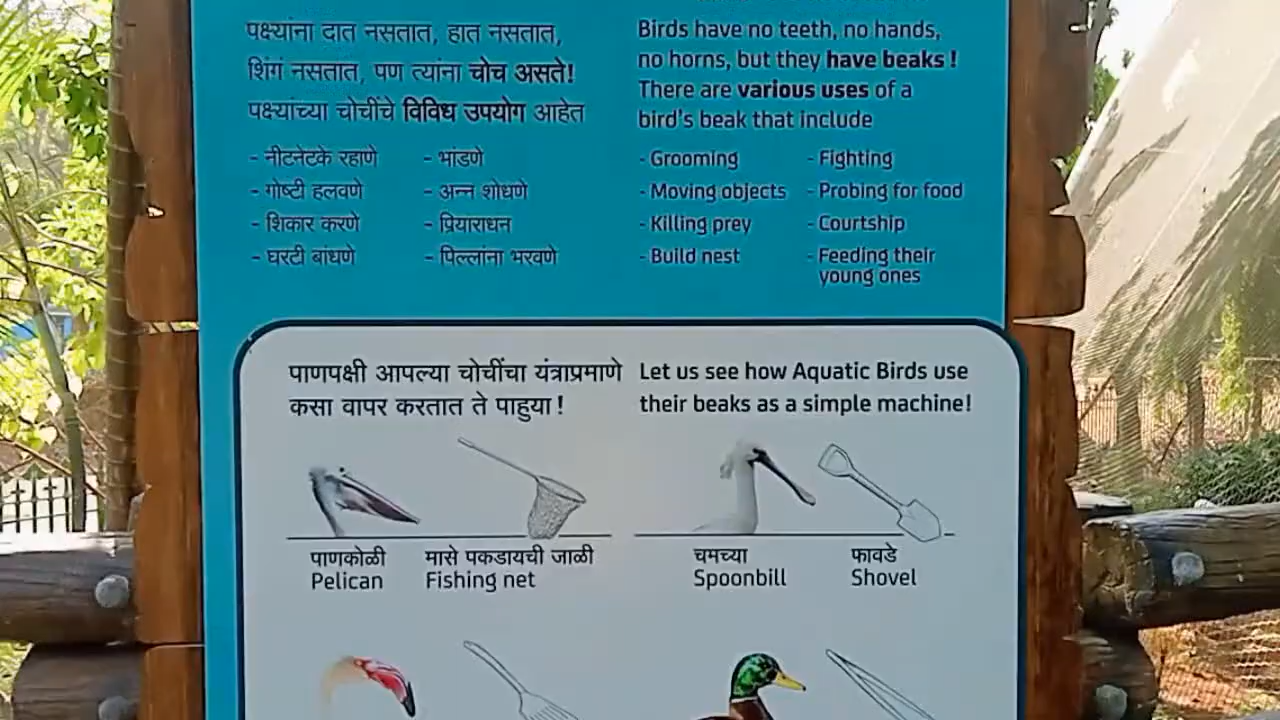 पक्ष्यांना दात नसतात, हात नसतात,
शिंगं नसतात, पण त्यांना चोच असते!
पक्ष्यांच्या चोचींचे विविध उपयोग आहेत
- नीटनेटके रहाणे
- गोष्टी हलवणे
- शिकार करणे
- घरटी बांधणे
- भांडणे
- अन्न शोधणे
- प्रियाराधन
- पिल्लांना भरवणे
Birds have no teeth, no hands,
no horns, but they have beaks !
There are various uses of a
bird's beak that include
- Grooming
- Moving objects
- Killing prey
- Build nest
- Fighting
- Probing for food
- Courtship
- Feeding their
young ones
पाणपक्षी आपल्या चोचींचा यंत्राप्रमाणे
कसा वापर करतात ते पाहुया!
Let us see how Aquatic Birds use
their beaks as a simple machine!
पाणकोळी
Pelican
मासे पकडायची जाळी
Fishing net
चमच्या
Spoonbill
फावडे
Shovel